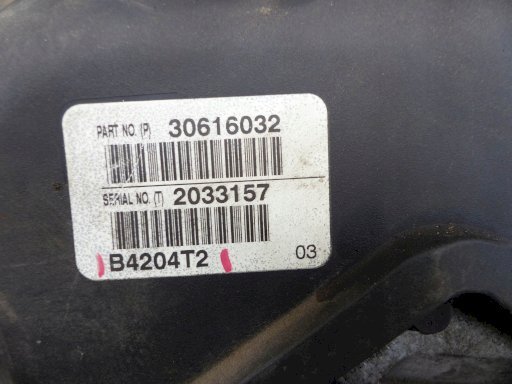 PART NO. (P) 30616032
SERIAL NO. (T) 2033157
B4204T2 03